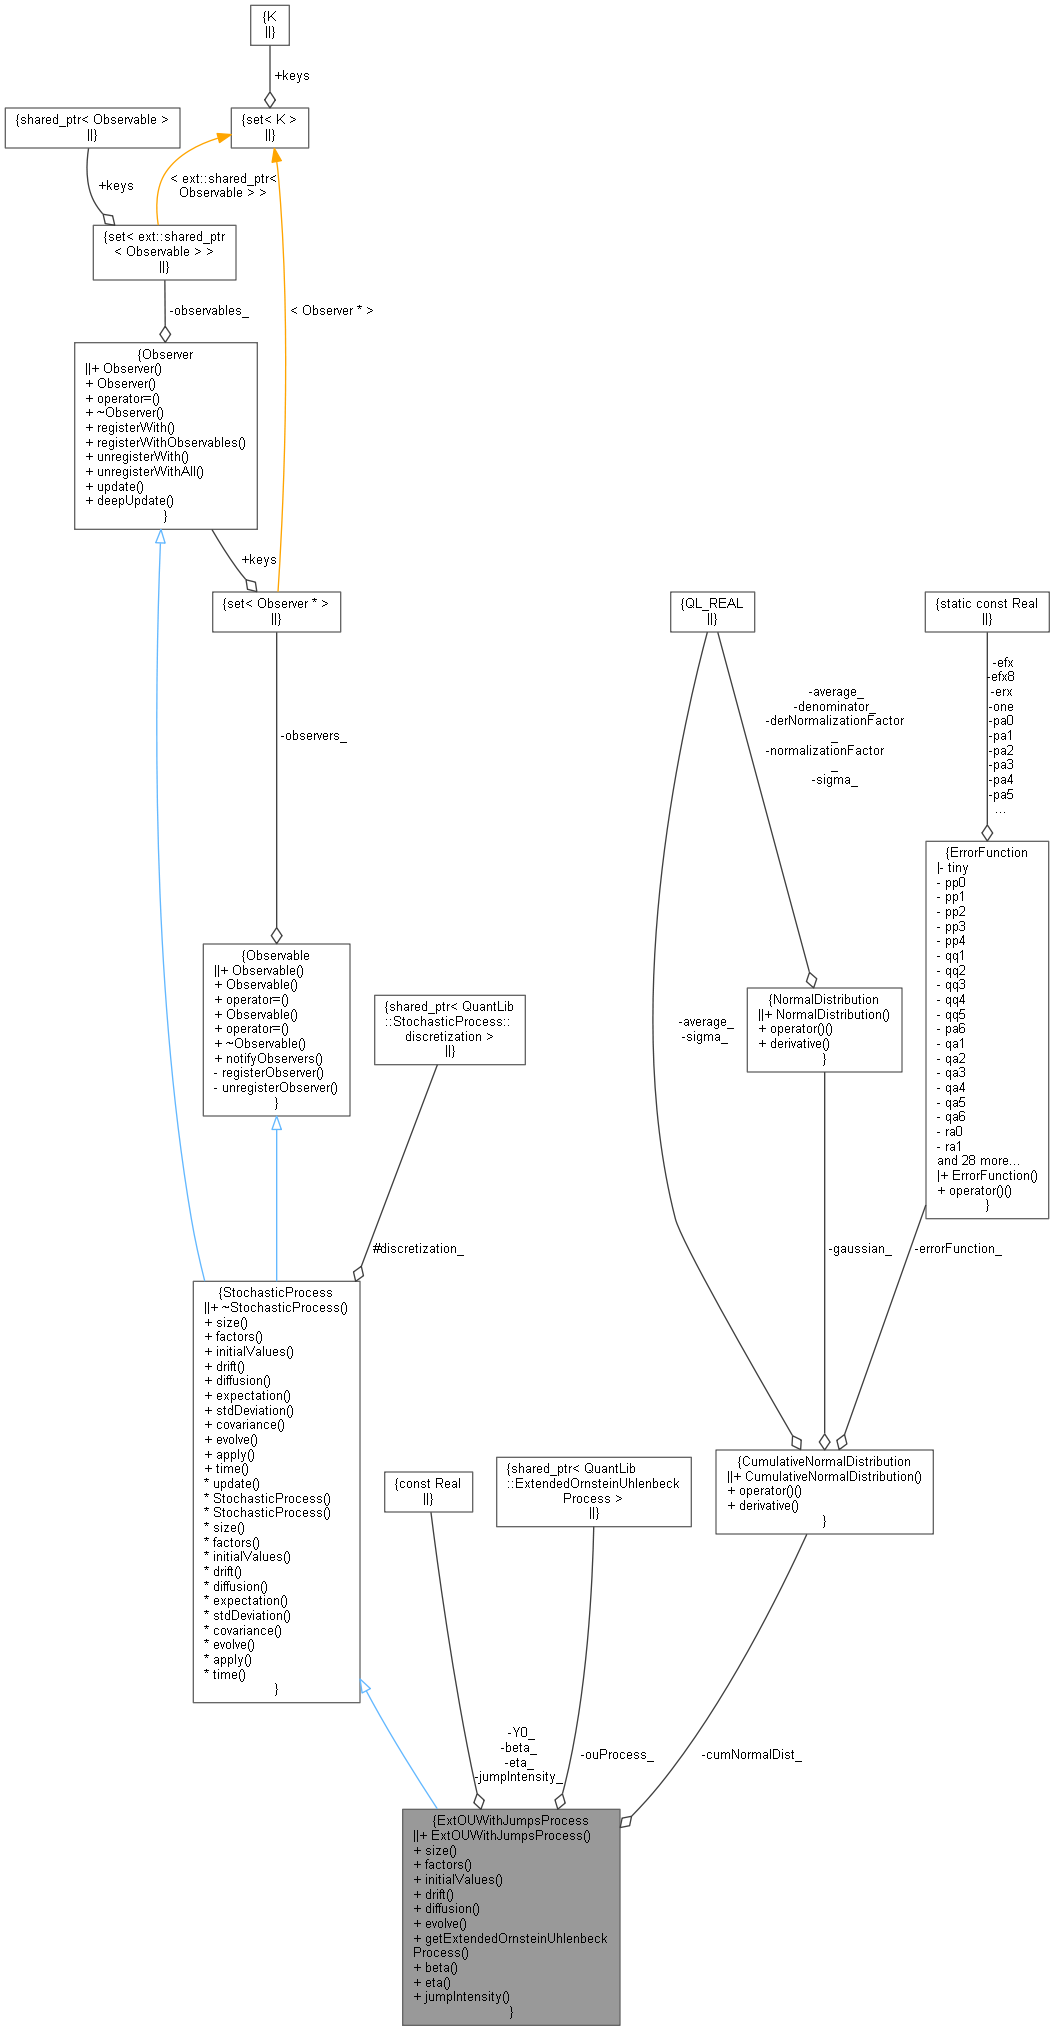 {K
||}
+keys
{shared_ptr< Observable >
||}
{set< K >
||}
+keys
< ext::shared_ptr<
Observable > >
{set< ext::shared_ptr
< Observable > >
||}
-observables_
< Observer * >
{Observer
||+ Observer()
+ Observer()
+ operator=()
+ ~Observer()
+ registerWith()
+ registerWithObservables()
+ unregisterWith()
+ unregisterWithAll()
+ update()
+ deepUpdate()
}
+keys
{set< Observer * >
||}
-observers_
{QL_REAL
||}
{static const Real
||}
-efx
-efx8
-erx
-one
-pa0
-pa1
-pa2
-pa3
-pa4
-pa5
...
-average_
-denominator_
-derNormalizationFactor
_
-normalizationFactor
_
-sigma_
{ErrorFunction
|- tiny
- pp0
- pp1
- pp2
- pp3
- pp4
- qq1
- qq2
- qq3
- qq4
- qq5
- pa6
- qa1
- qa2
- qa3
- qa4
- qa5
- qa6
- ra0
- ra1
and 28 more...
|+ ErrorFunction()
+ operator()()
}
{Observable
||+ Observable()
+ Observable()
+ operator=()
+ Observable()
+ operator=()
+ ~Observable()
+ notifyObservers()
- registerObserver()
- unregisterObserver()
}
{shared_ptr< QuantLib
::StochasticProcess::
discretization >
||}
{NormalDistribution
||+ NormalDistribution()
+ operator()()
+ derivative()
}
-average_
-sigma_
#discretization_
-gaussian_
-errorFunction_
{StochasticProcess
||+ ~StochasticProcess()
+ size()
+ factors()
+ initialValues()
+ drift()
+ diffusion()
+ expectation()
+ stdDeviation()
+ covariance()
+ evolve()
+ apply()
+ time()
* update()
* StochasticProcess()
* StochasticProcess()
* size()
* factors()
* initialValues()
* drift()
* diffusion()
* expectation()
* stdDeviation()
* covariance()
* evolve()
* apply()
* time()
}
{const Real
||}
{shared_ptr< QuantLib
::ExtendedOrnsteinUhlenbeck
Process >
||}
{CumulativeNormalDistribution
||+ CumulativeNormalDistribution()
+ operator()()
+ derivative()
}
-Y0_
-beta_
-eta_
-jumpIntensity_
-ouProcess_
-cumNormalDist_
{ExtOUWithJumpsProcess
||+ ExtOUWithJumpsProcess()
+ size()
+ factors()
+ initialValues()
+ drift()
+ diffusion()
+ evolve()
+ getExtendedOrnsteinUhlenbeck
Process()
+ beta()
+ eta()
+ jumpIntensity()
}